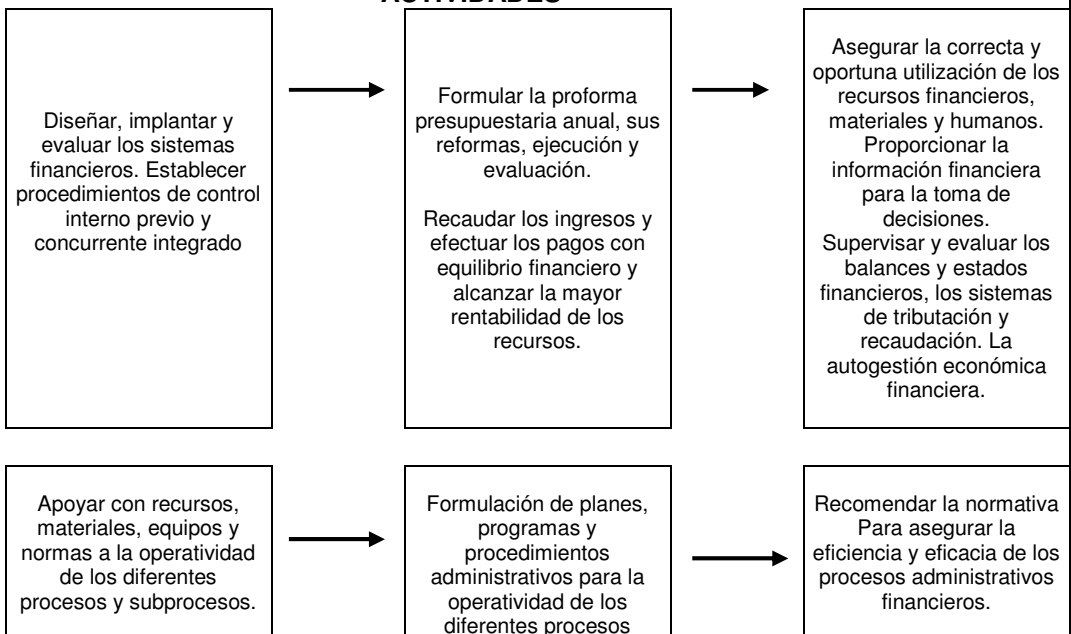 ACTIVIDADES
Diseñar, implantar y
evaluar los sistemas
financieros. Establecer
procedimientos de control
interno previo y
concurrente integrado
Formular la proforma
presupuestaria anual, sus
reformas, ejecución y
evaluación.
Recaudar los ingresos y
efectuar los pagos con
equilibrio financiero y
alcanzar la mayor
rentabilidad de los
recursos.
Asegurar la correcta y
oportuna utilización de los
recursos financieros,
materiales y humanos.
Proporcionar la
información financiera
para la toma de
decisiones.
Supervisar y evaluar los
balances y estados
financieros, los sistemas
de tributación y
recaudación. La
autogestión económica
financiera.
Apoyar con recursos,
materiales, equipos y
normas a la operatividad
de los diferentes
procesos y subprocesos.
Formulación de planes,
programas y
procedimientos
administrativos para la
operatividad de los
diferentes procesos
Recomendar la normativa
Para asegurar la
eficiencia y eficacia de los
procesos administrativos
financieros.